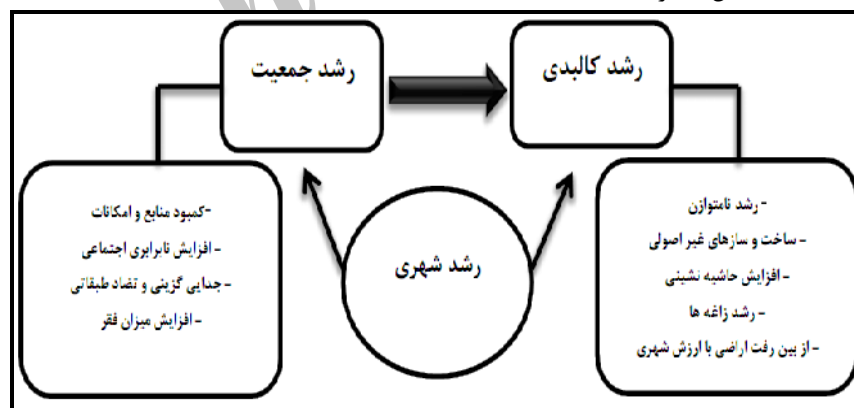 رشد کالبدی
رشد جمعیت
- رشد نامتوازن
- ساخت و سازهای غیر اصولی
- افزایش حاشیه نشینی
- رشد زاغه ها
- از بین رفت اراضی با ارزش شهری
رشد شهری
-کمبود منابع و امکانات
- افزایش نابرابری اجتماعی
- جدایی گزینی و تضاد طبقاتی
- افزایش میزان فقر